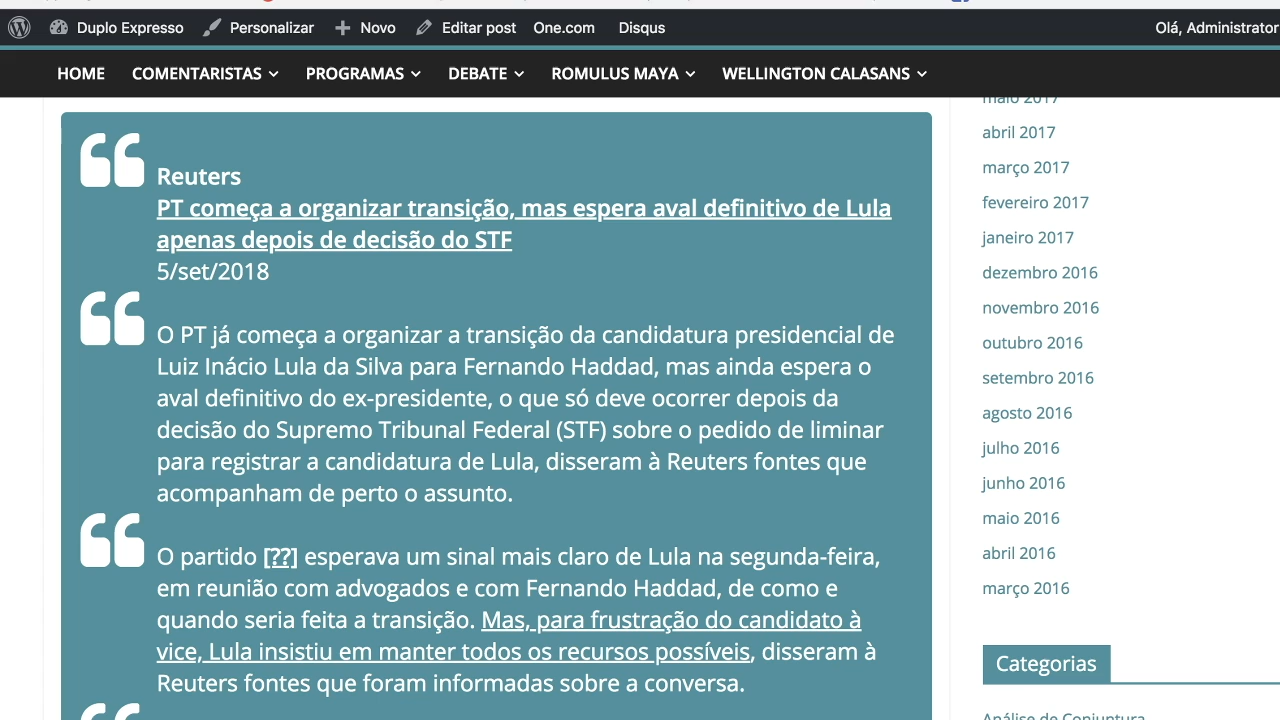 Duplo Expresso Personalizar Novo Editar post One.com Disqus Olá, Administrator
HOME COMENTARISTAS PROGRAMAS DEBATE ROMULUS MAYA WELLINGTON CALASANS
Reuters
PT começa a organizar transição, mas espera aval definitivo de Lula
apenas depois de decisão do STF
5/set/2018
O PT já começa a organizar a transição da candidatura presidencial de
Luiz Inácio Lula da Silva para Fernando Haddad, mas ainda espera o
aval definitivo do ex-presidente, o que só deve ocorrer depois da
decisão do Supremo Tribunal Federal (STF) sobre o pedido de liminar
para registrar a candidatura de Lula, disseram à Reuters fontes que
acompanham de perto o assunto.
O partido [??] esperava um sinal mais claro de Lula na segunda-feira,
em reunião com advogados e com Fernando Haddad, de como e
quando seria feita a transição. Mas, para frustração do candidato à
vice, Lula insistiu em manter todos os recursos possíveis, disseram à
Reuters fontes que foram informadas sobre a conversa.
maio 2017
abril 2017
março 2017
fevereiro 2017
janeiro 2017
dezembro 2016
novembro 2016
outubro 2016
setembro 2016
agosto 2016
julho 2016
junho 2016
maio 2016
abril 2016
março 2016
Categorias
Análise de Conjuntura